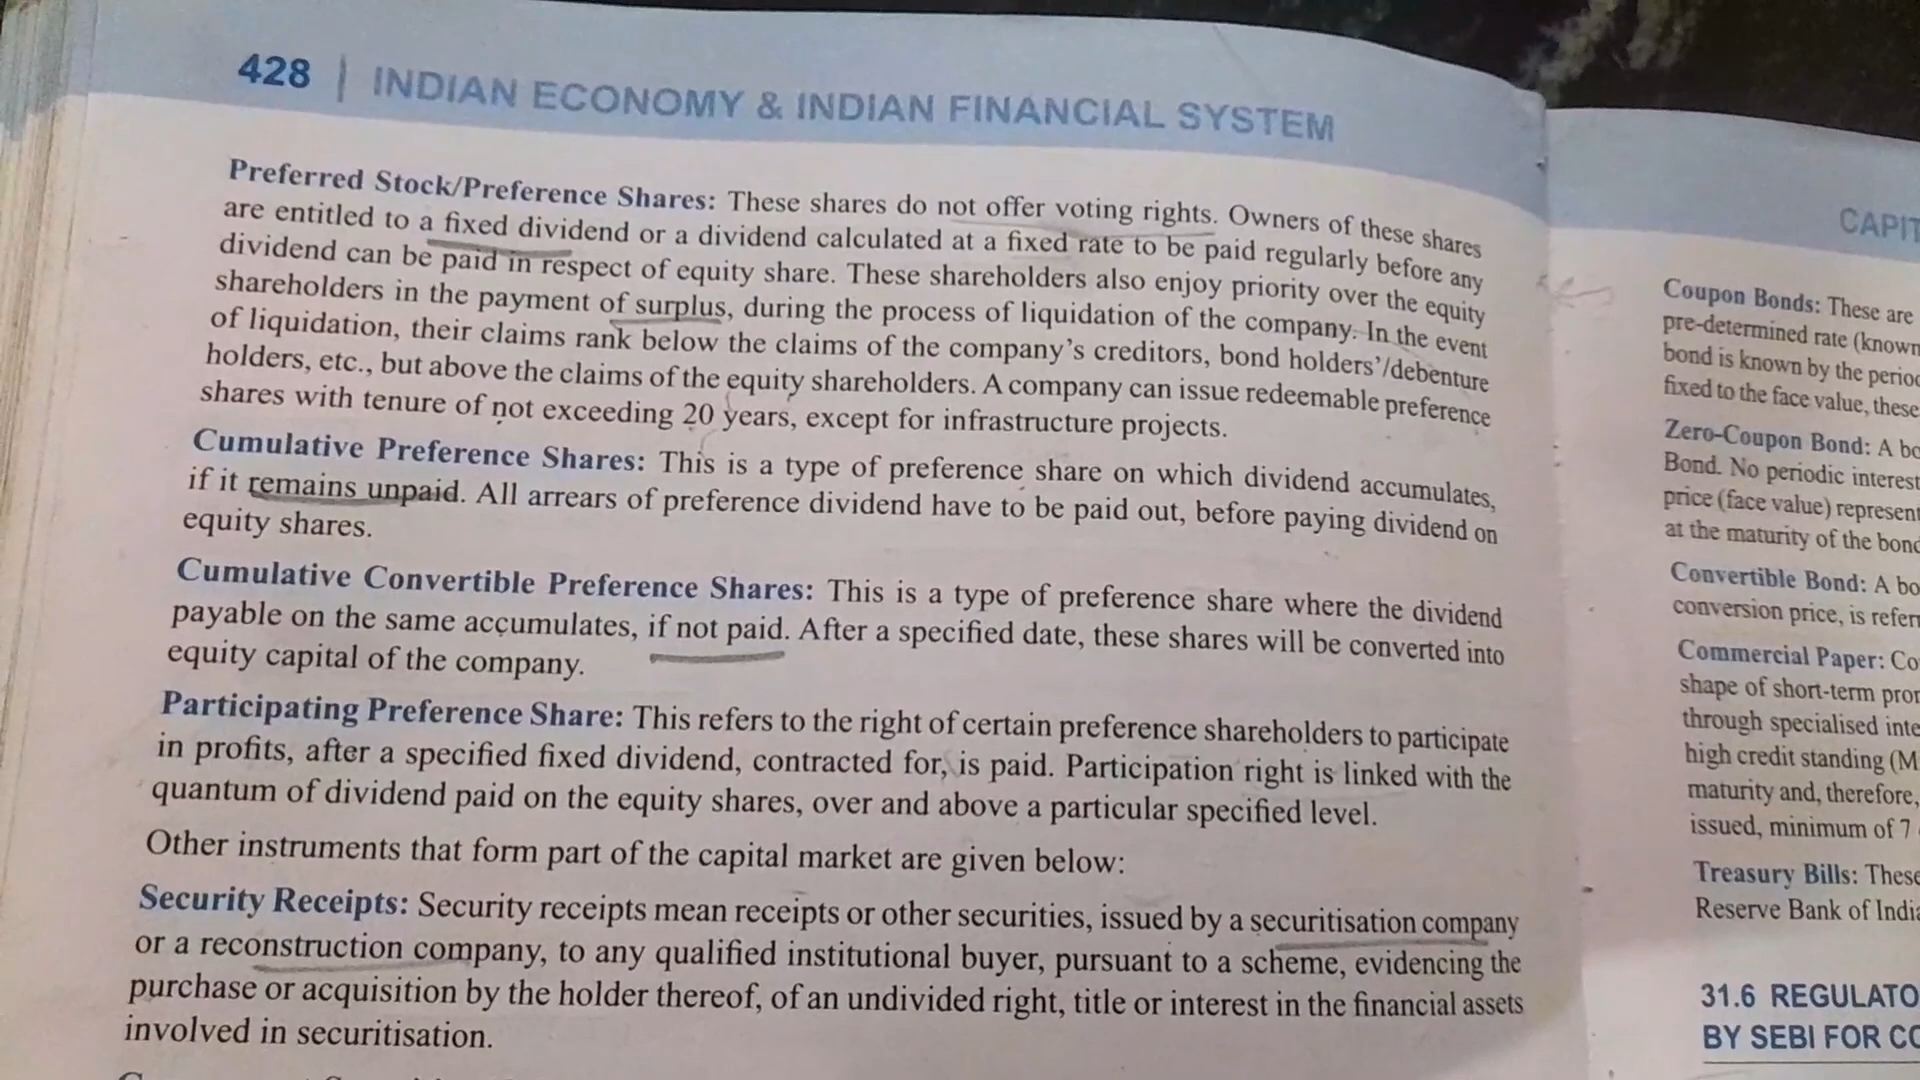 428 | INDIAN ECONOMY & INDIAN FINANCIAL SYSTEM
Preferred Stock/Preference Shares: These shares do not offer voting rights. Owners of these shares
are entitled to a fixed dividend or a dividend calculated at a fixed rate to be paid regularly before any
dividend can be paid in respect of equity share. These shareholders also enjoy priority over the equity
shareholders in the payment of surplus, during the process of liquidation of the company. In the event
of liquidation, their claims rank below the claims of the company's creditors, bond holders'/debenture
holders, etc., but above the claims of the equity shareholders. A company can issue redeemable preference
shares with tenure of not exceeding 20 years, except for infrastructure projects.
Cumulative Preference Shares: This is a type of preference share on which dividend accumulates,
if it remains unpaid. All arrears of preference dividend have to be paid out, before paying dividend on
equity shares.
Cumulative Convertible Preference Shares: This is a type of preference share where the dividend
payable on the same accumulates, if not paid. After a specified date, these shares will be converted into
equity capital of the company.
Participating Preference Share: This refers to the right of certain preference shareholders to participate
in profits, after a specified fixed dividend, contracted for, is paid. Participation right is linked with the
quantum of dividend paid on the equity shares, over and above a particular specified level.
Other instruments that form part of the capital market are given below:
Security Receipts: Security receipts mean receipts or other securities, issued by a securitisation company
or a reconstruction company, to any qualified institutional buyer, pursuant to a scheme, evidencing the
purchase or acquisition by the holder thereof, of an undivided right, title or interest in the financial assets
involved in securitisation.
CAPIT
Coupon Bonds: These are
pre-determined rate (known
bond is known by the perio
fixed to the face value, these
Zero-Coupon Bond: A bo
Bond. No periodic interest
price (face value) represent
at the maturity of the bond
Convertible Bond: A bo
conversion price, is refer
Commercial Paper: Co
shape of short-term pror
through specialised inte
high credit standing (M
maturity and, therefore,
issued, minimum of 7
Treasury Bills: These
Reserve Bank of India
31.6 REGULATO
BY SEBI FOR CO